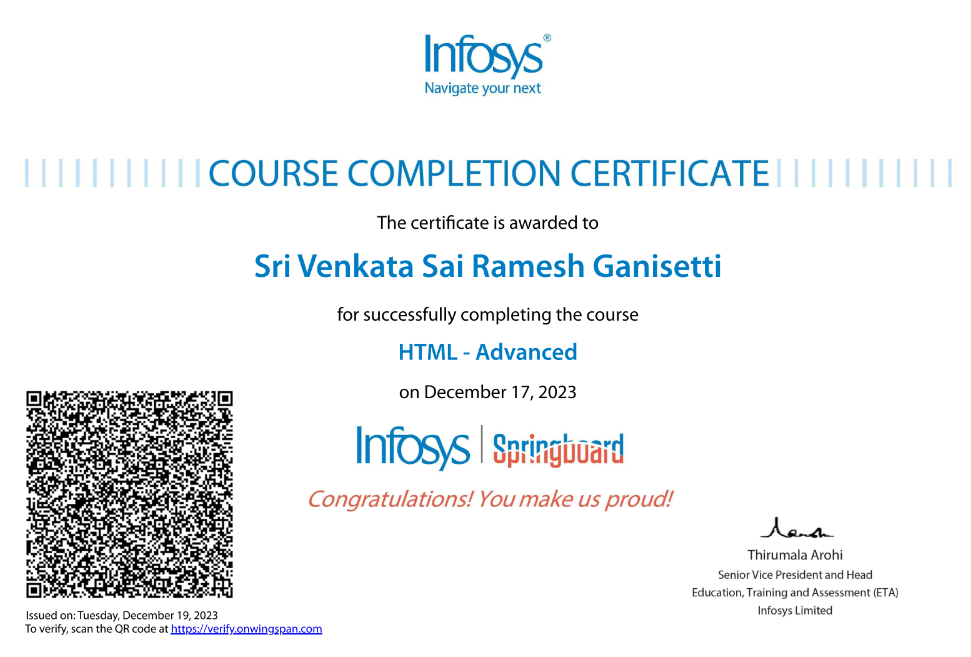 Infosys®
Navigate your next
COURSE COMPLETION CERTIFICATE
The certificate is awarded to
Sri Venkata Sai Ramesh Ganisetti
for successfully completing the course
HTML - Advanced
on December 17, 2023
Infosys | Springboard
Congratulations! You make us proud!
Thirumala Arohi
Senior Vice President and Head
Education, Training and Assessment (ETA)
Infosys Limited
Issued on: Tuesday, December 19, 2023
To verify, scan the QR code at https://verify.onwingspan.com